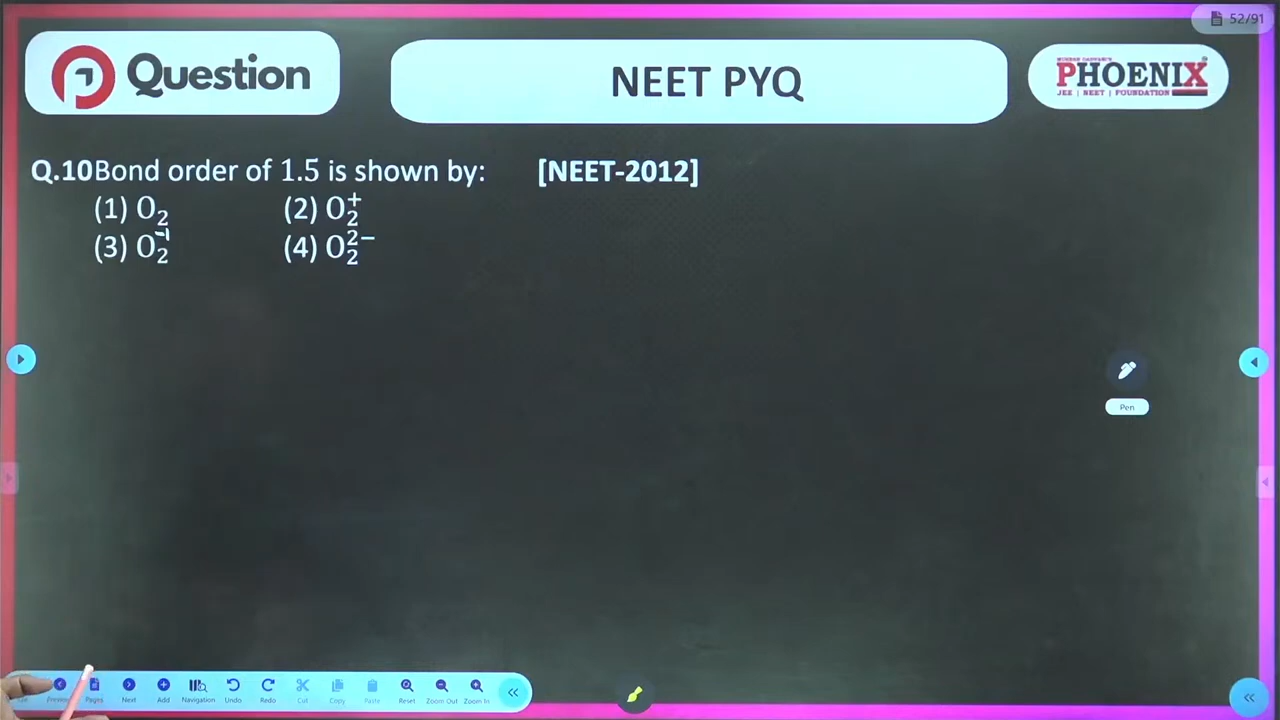 52/91
Question
NEET PYQ
PHOENIX
JEE | NEET | FOUNDATION
Q.10 Bond order of 1.5 is shown by: [NEET-2012]
(1) O₂ (2) O₂⁺
(3) O₂⁻¹ (4) O₂²⁻
Pen
Pages Next Add Navigation Undo Redo Cut Copy Paste Reset Zoom Out Zoom In